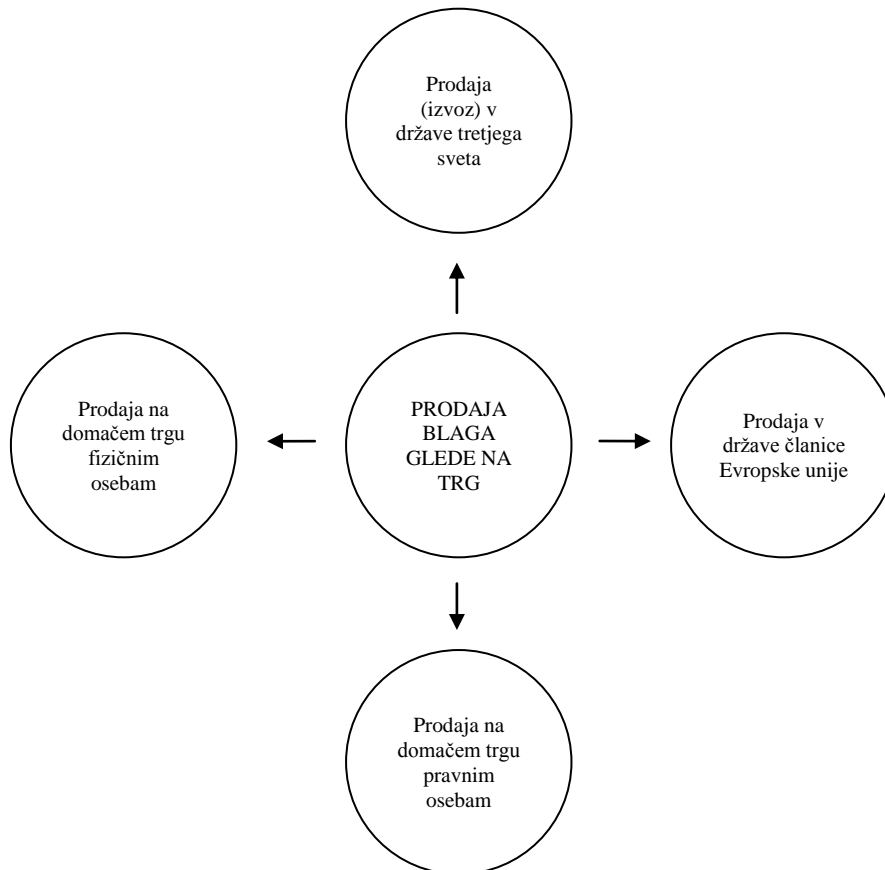 Prodaja
(izvoz) v
države tretjega
sveta
Prodaja na
domačem trgu
fizičnim
osebam
PRODAJA
BLAGA
GLEDE NA
TRG
Prodaja v
države članice
Evropske unije
Prodaja na
domačem trgu
pravnim
osebam